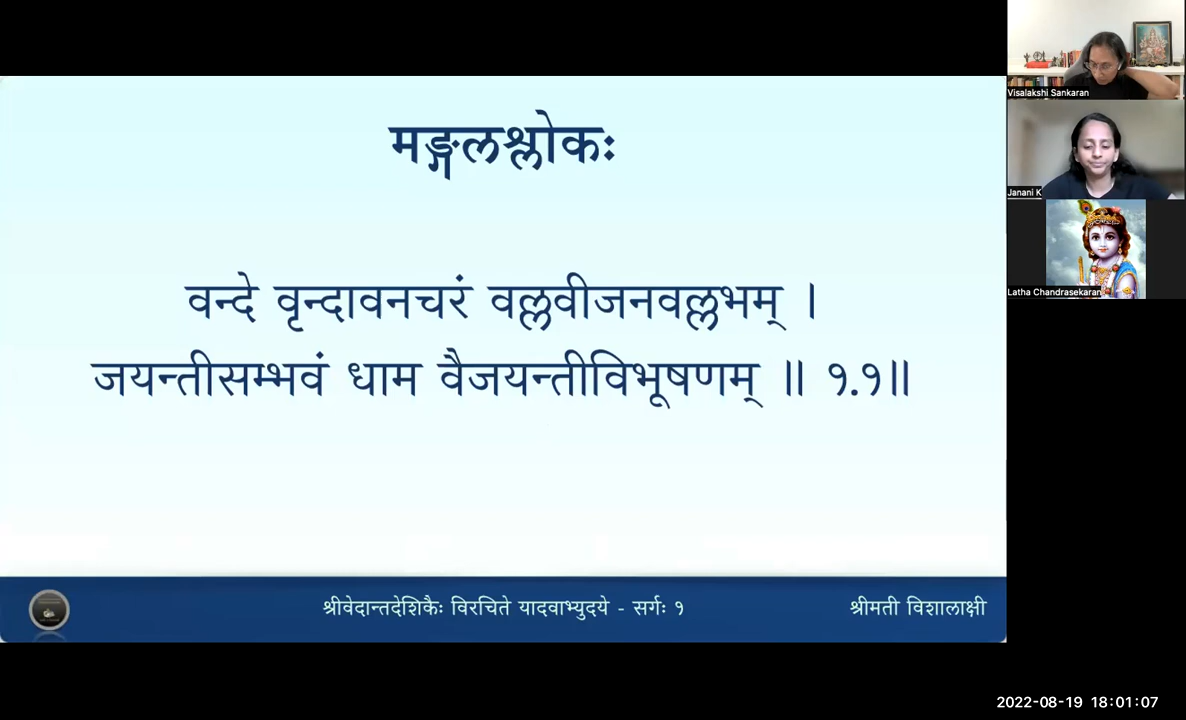 मङ्गलश्लोकः
वन्दे वृन्दावनचरं वल्लवीजनवल्लभम् ।
जयन्तीसम्भवं धाम वैजयन्तीविभूषणम् ॥ १.१॥
श्रीवेदान्तदेशिकैः विरचिते यादवाभ्युदये - सर्गः १
श्रीमती विशालाक्षी
Visalakshi Sankaran
Janani K
Latha Chandrasekaran
2022-08-19 18:01:07